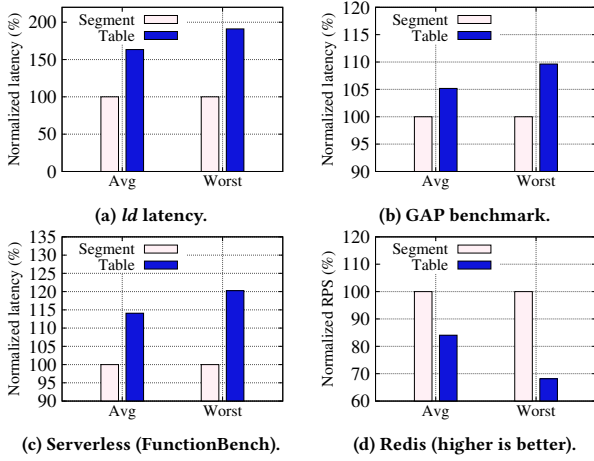 Normalized latency (%)
200
150
100
50
0
Segment
Table
Avg
Worst
(a) ld latency.
Normalized latency (%)
120
115
110
105
100
95
90
Segment
Table
Avg
Worst
(b) GAP benchmark.
Normalized latency (%)
135
130
125
120
115
110
105
100
95
90
Segment
Table
Avg
Worst
(c) Serverless (FunctionBench).
Normalized RPS (%)
120
110
100
90
80
70
60
Segment
Table
Avg
Worst
(d) Redis (higher is better).